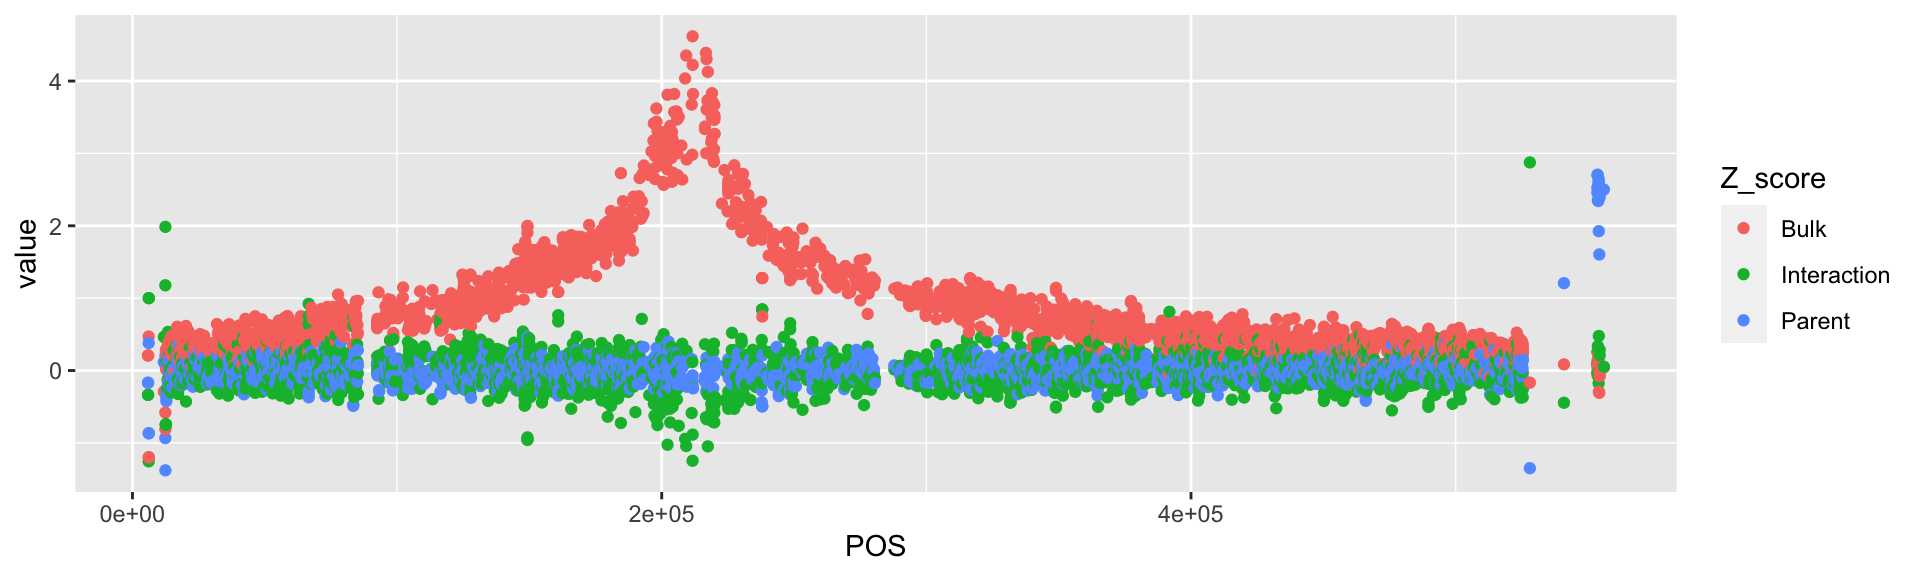 4
2
0
value
0e+00
2e+05
4e+05
POS
Z_score
Bulk
Interaction
Parent